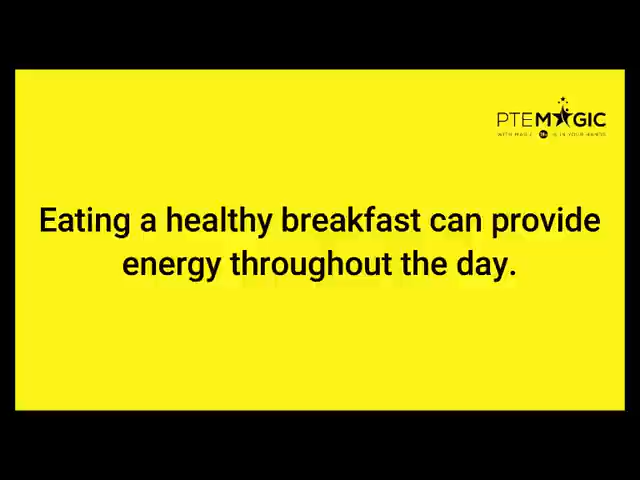 PTEMAGIC
Eating a healthy breakfast can provide
energy throughout the day.